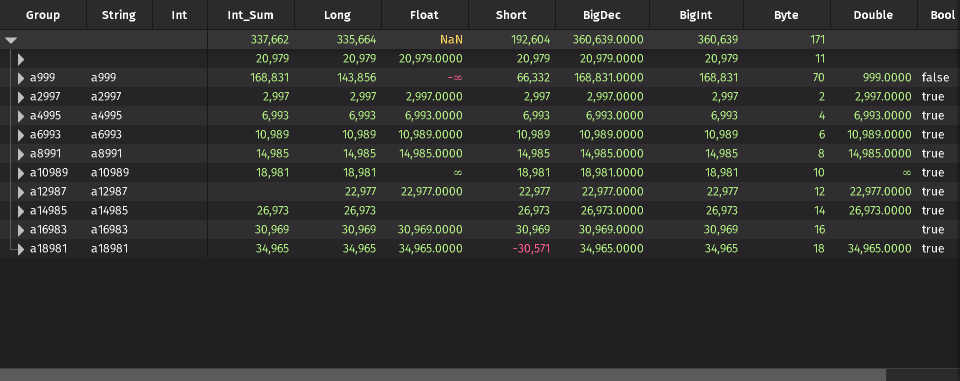 Group String Int Int_Sum Long Float Short BigDec BigInt Byte Double Bool
337,662 335,664 NaN 192,604 360,639.0000 360,639 171
20,979 20,979 20,979.0000 20,979 20,979.0000 20,979 11
a999 a999 168,831 143,856 -∞ 66,332 168,831.0000 168,831 70 999.0000 false
a2997 a2997 2,997 2,997 2,997.0000 2,997 2,997.0000 2,997 2 2,997.0000 true
a4995 a4995 6,993 6,993 6,993.0000 6,993 6,993.0000 6,993 4 6,993.0000 true
a6993 a6993 10,989 10,989 10,989.0000 10,989 10,989.0000 10,989 6 10,989.0000 true
a8991 a8991 14,985 14,985 14,985.0000 14,985 14,985.0000 14,985 8 14,985.0000 true
a10989 a10989 18,981 18,981 ∞ 18,981 18,981.0000 18,981 10 ∞ true
a12987 a12987 22,977 22,977.0000 22,977 22,977.0000 22,977 12 22,977.0000 true
a14985 a14985 26,973 26,973 26,973 26,973.0000 26,973 14 26,973.0000 true
a16983 a16983 30,969 30,969 30,969.0000 30,969 30,969.0000 30,969 16 true
a18981 a18981 34,965 34,965 34,965.0000 -30,571 34,965.0000 34,965 18 34,965.0000 true